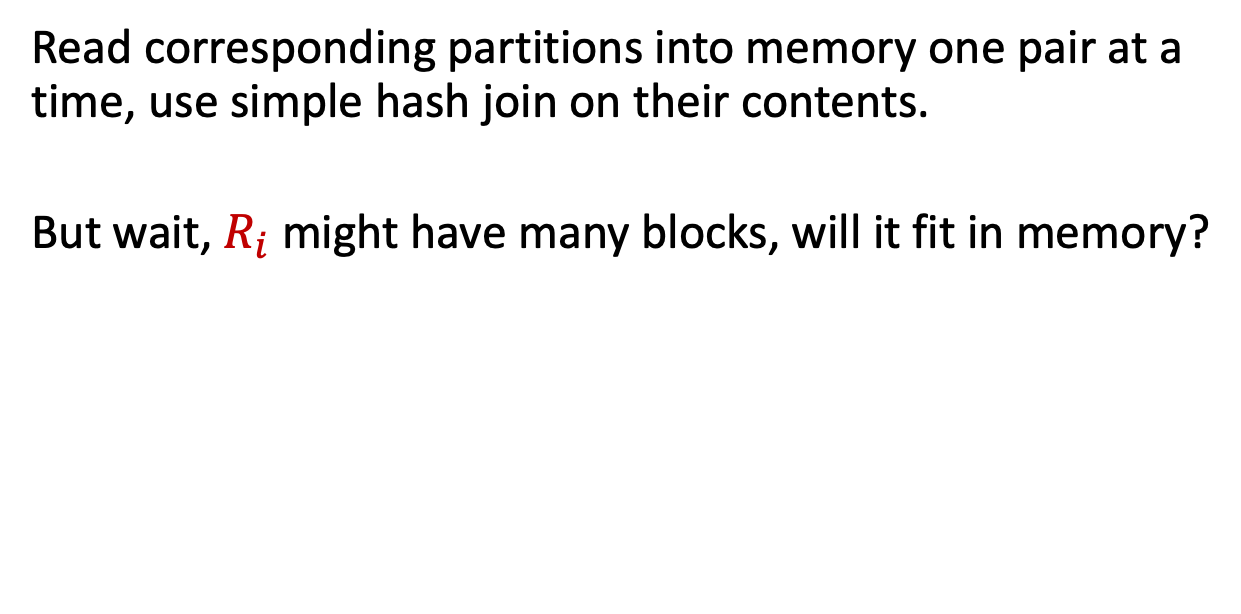 Read corresponding partitions into memory one pair at a
time, use simple hash join on their contents.
But wait, Rᵢ might have many blocks, will it fit in memory?